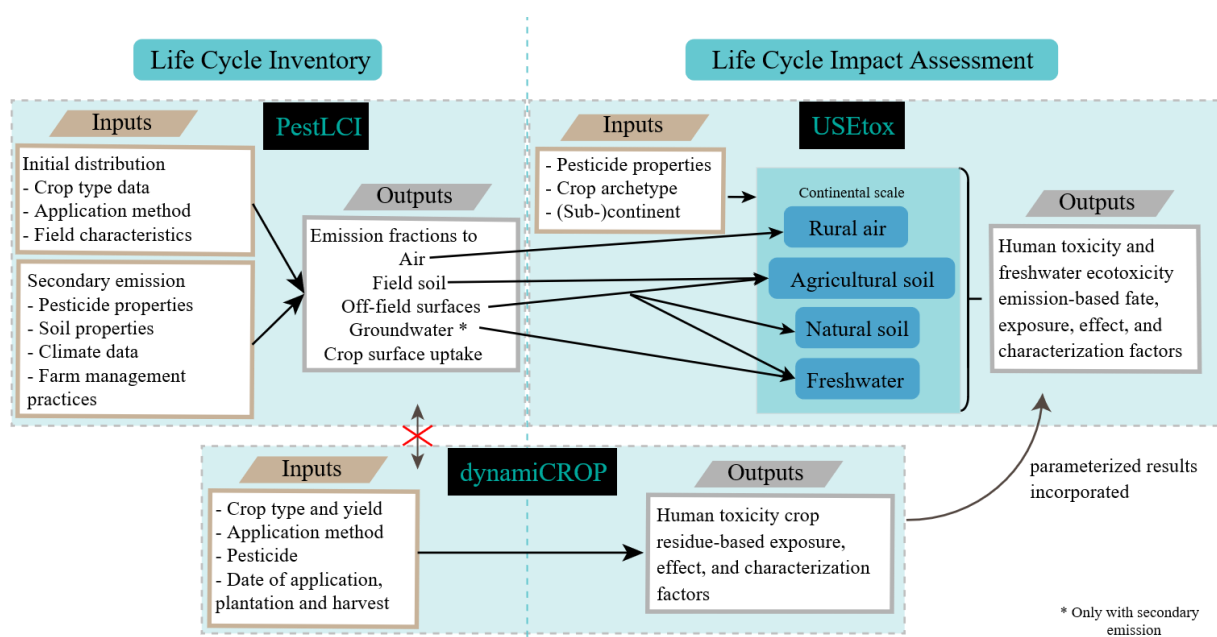 Life Cycle Inventory
Life Cycle Impact Assessment
Inputs
PestLCI
Initial distribution
- Crop type data
- Application method
- Field characteristics
Secondary emission
- Pesticide properties
- Soil properties
- Climate data
- Farm management
practices
Outputs
Emission fractions to
Air
Field soil
Off-field surfaces
Groundwater *
Crop surface uptake
Inputs
USEtox
- Pesticide properties
- Crop archetype
- (Sub-)continent
Continental scale
Rural air
Agricultural soil
Natural soil
Freshwater
Outputs
Human toxicity and
freshwater ecotoxicity
emission-based fate,
exposure, effect, and
characterization factors
Inputs
dynamiCROP
- Crop type and yield
- Application method
- Pesticide
- Date of application,
plantation and harvest
Outputs
Human toxicity crop
residue-based exposure,
effect, and characterization
factors
parameterized results
incorporated
* Only with secondary
emission